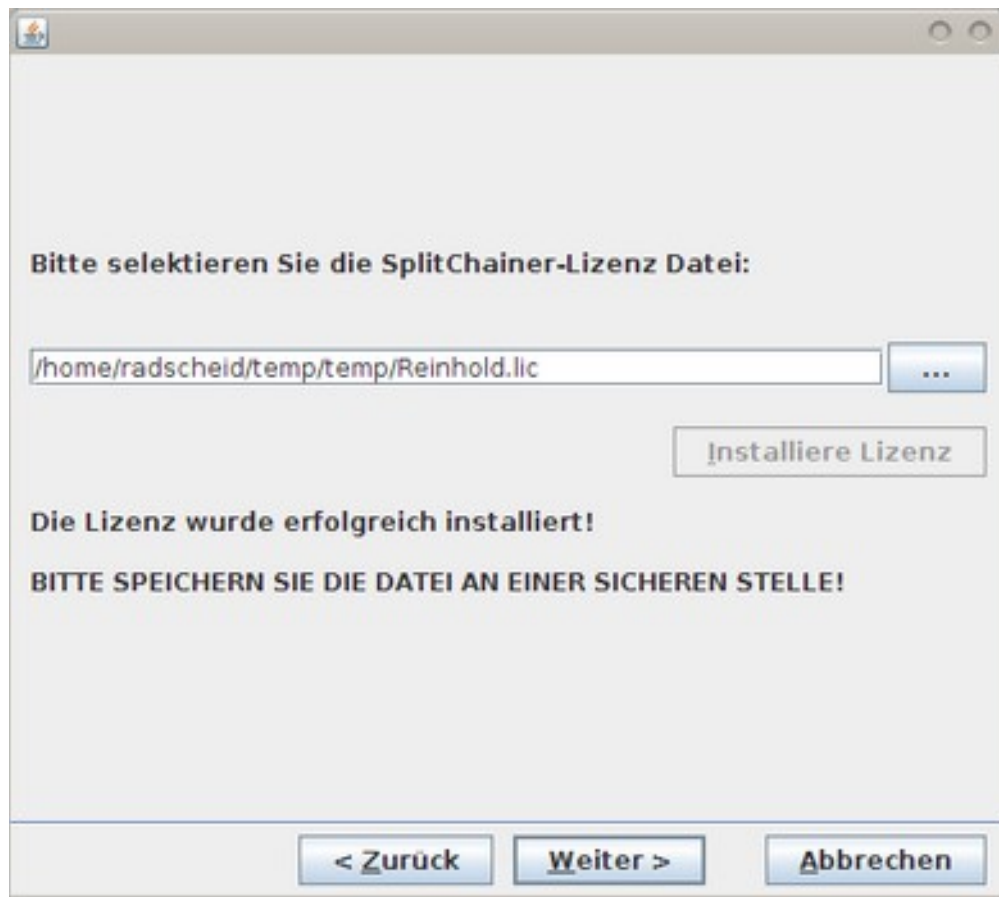 Bitte selektieren Sie die SplitChainer-Lizenz Datei:
/home/radscheid/temp/temp/Reinhold.lic
...
Installiere Lizenz
Die Lizenz wurde erfolgreich installiert!
BITTE SPEICHERN SIE DIE DATEI AN EINER SICHEREN STELLE!
< Zurück Weiter > Abbrechen